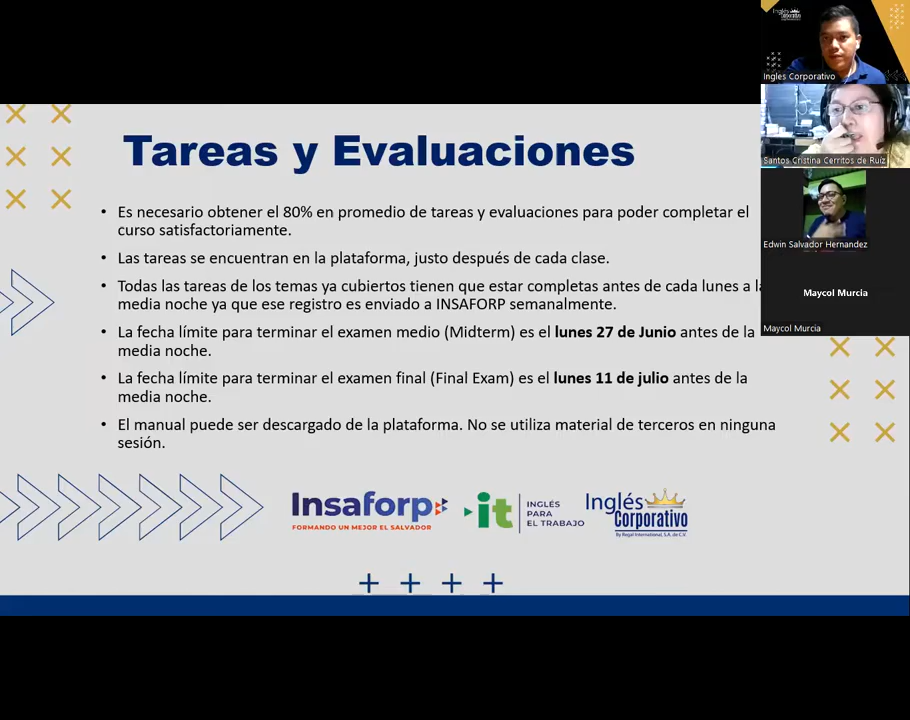 Tareas y Evaluaciones
• Es necesario obtener el 80% en promedio de tareas y evaluaciones para poder completar el
curso satisfactoriamente.
• Las tareas se encuentran en la plataforma, justo después de cada clase.
• Todas las tareas de los temas ya cubiertos tienen que estar completas antes de cada lunes a la
media noche ya que ese registro es enviado a INSAFORP semanalmente.
• La fecha límite para terminar el examen medio (Midterm) es el lunes 27 de Junio antes de la
media noche.
• La fecha límite para terminar el examen final (Final Exam) es el lunes 11 de julio antes de la
media noche.
• El manual puede ser descargado de la plataforma. No se utiliza material de terceros en ninguna
sesión.
Insaforp
FORMANDO UN MEJOR EL SALVADOR
it
INGLÉS
PARA
EL TRABAJO
Inglés
Corporativo
By Regal International, S.A. de C.V.
Inglés
Corporativo
Ingles Corporativo
Santos Cristina Cerritos de Ruiz
Edwin Salvador Hernandez
Maycol Murcia
Maycol Murcia